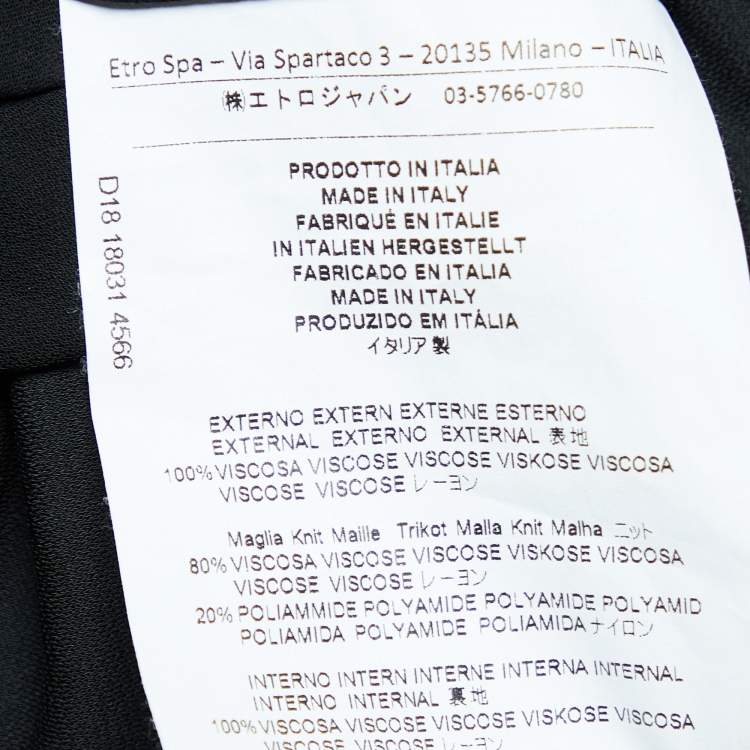 Etro Spa – Via Spartaco 3 – 20135 Milano – ITALIA
㈱エトロジャパン 03-5766-0780
PRODOTTO IN ITALIA
MADE IN ITALY
FABRIQUÉ EN ITALIE
IN ITALIEN HERGESTELLT
FABRICADO EN ITALIA
MADE IN ITALY
PRODUZIDO EM ITÁLIA
イタリア製
D18 18031 4566
EXTERNO EXTERN EXTERNE ESTERNO
EXTERNAL EXTERNO EXTERNAL 表地
100% VISCOSA VISCOSE VISCOSE VISKOSE VISCOSA
VISCOSE VISCOSE レーヨン
Maglia Knit Maille Trikot Malla Knit Malha ニット
80% VISCOSA VISCOSE VISCOSE VISKOSE VISCOSA
VISCOSE VISCOSE レーヨン
20% POLIAMMIDE POLYAMIDE POLYAMIDE POLYAMID
POLIAMIDA POLYAMIDE POLIAMIDA ナイロン
INTERNO INTERN INTERNE INTERNA INTERNAL
INTERNO INTERNAL 裏地
100% VISCOSA VISCOSE VISCOSE VISKOSE VISCOSA
VISCOSE VISCOSE レーヨン